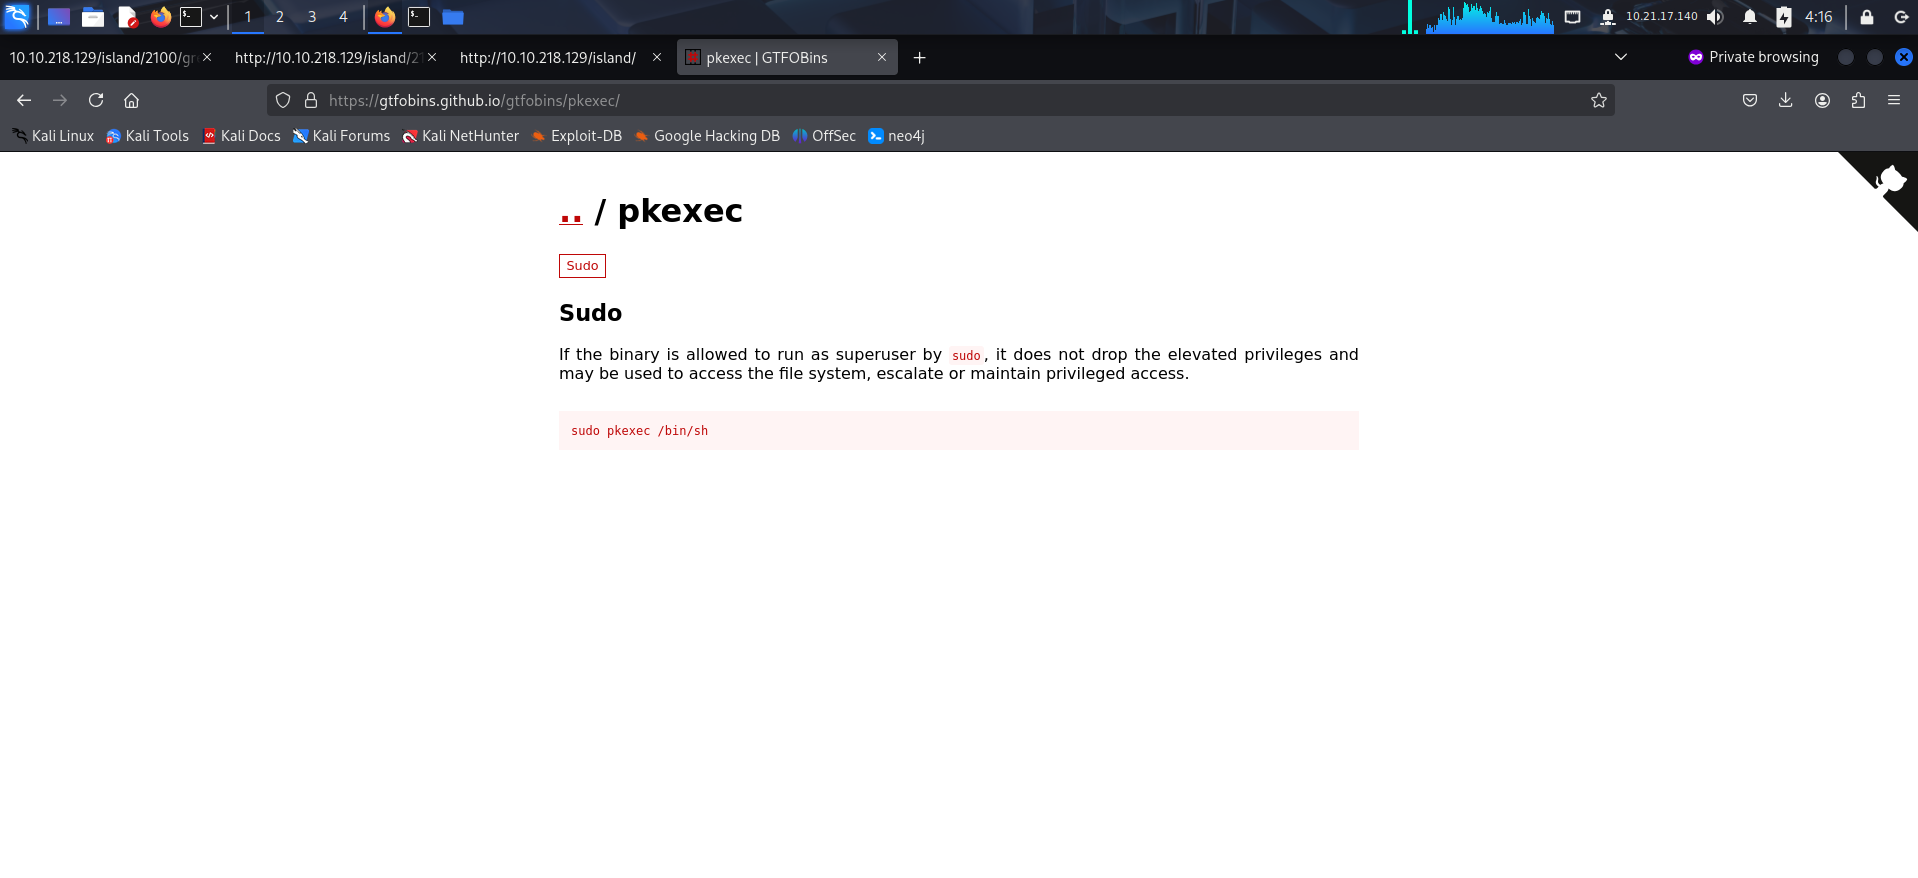 1 2 3 4 10.21.17.140 4:16
10.10.218.129/island/2100/gr http://10.10.218.129/island/21 http://10.10.218.129/island/ pkexec | GTFOBins Private browsing
https://gtfobins.github.io/gtfobins/pkexec/
Kali Linux Kali Tools Kali Docs Kali Forums Kali NetHunter Exploit-DB Google Hacking DB OffSec neo4j
.. / pkexec
Sudo
Sudo
If the binary is allowed to run as superuser by sudo, it does not drop the elevated privileges and
may be used to access the file system, escalate or maintain privileged access.
sudo pkexec /bin/sh